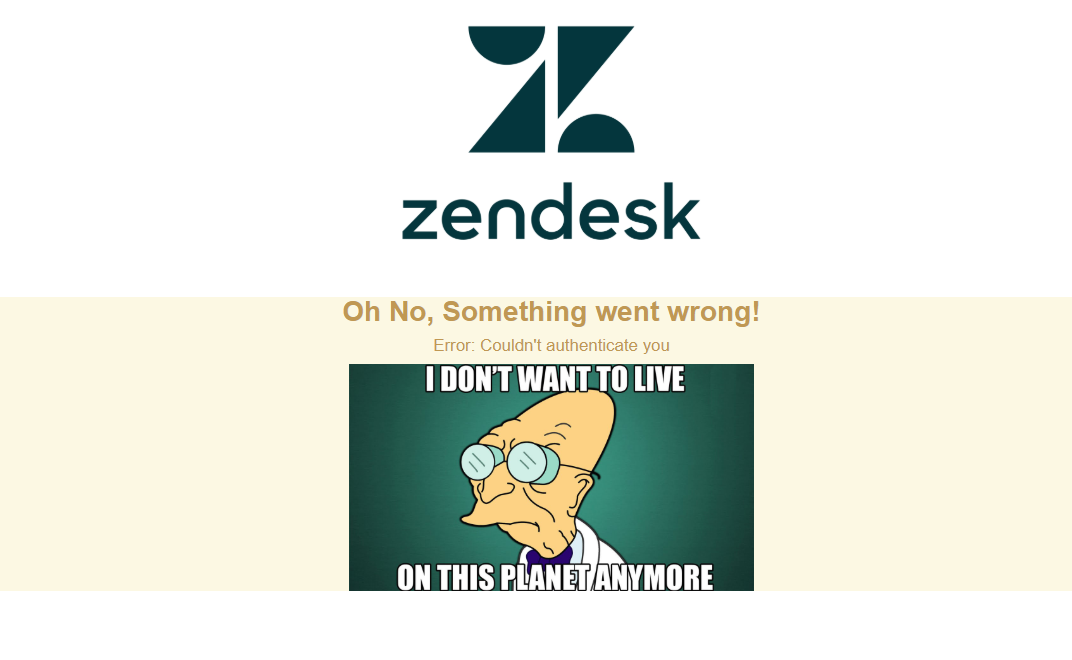 zendesk
Oh No, Something went wrong!
Error: Couldn't authenticate you
I DON'T WANT TO LIVE
ON THIS PLANET ANYMORE